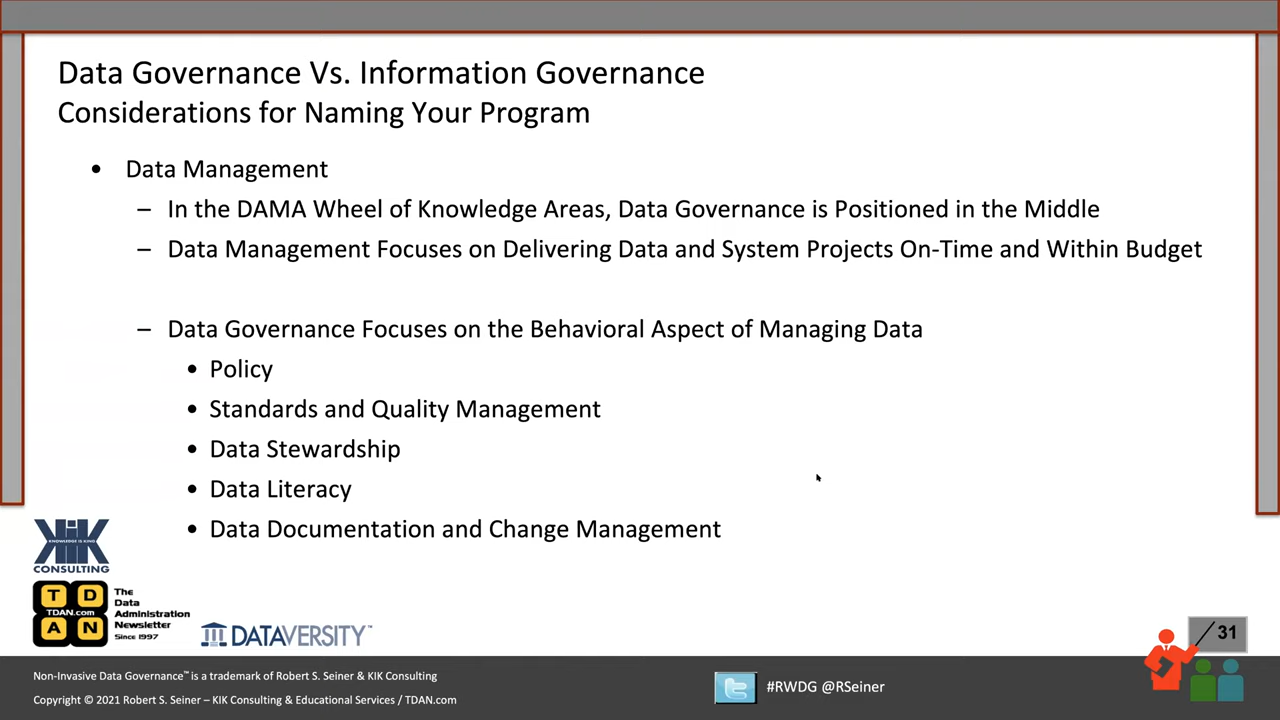 Data Governance Vs. Information Governance
Considerations for Naming Your Program
• Data Management
– In the DAMA Wheel of Knowledge Areas, Data Governance is Positioned in the Middle
– Data Management Focuses on Delivering Data and System Projects On-Time and Within Budget
– Data Governance Focuses on the Behavioral Aspect of Managing Data
• Policy
• Standards and Quality Management
• Data Stewardship
• Data Literacy
• Data Documentation and Change Management
KIK
KNOWLEDGE IS KING
CONSULTING
T D
TDAN.com
A N
The
Data
Administration
Newsletter
Since 1997
DATAVERSITY™
31
Non-Invasive Data Governance™ is a trademark of Robert S. Seiner & KIK Consulting
Copyright © 2021 Robert S. Seiner – KIK Consulting & Educational Services / TDAN.com
#RWDG @RSeiner